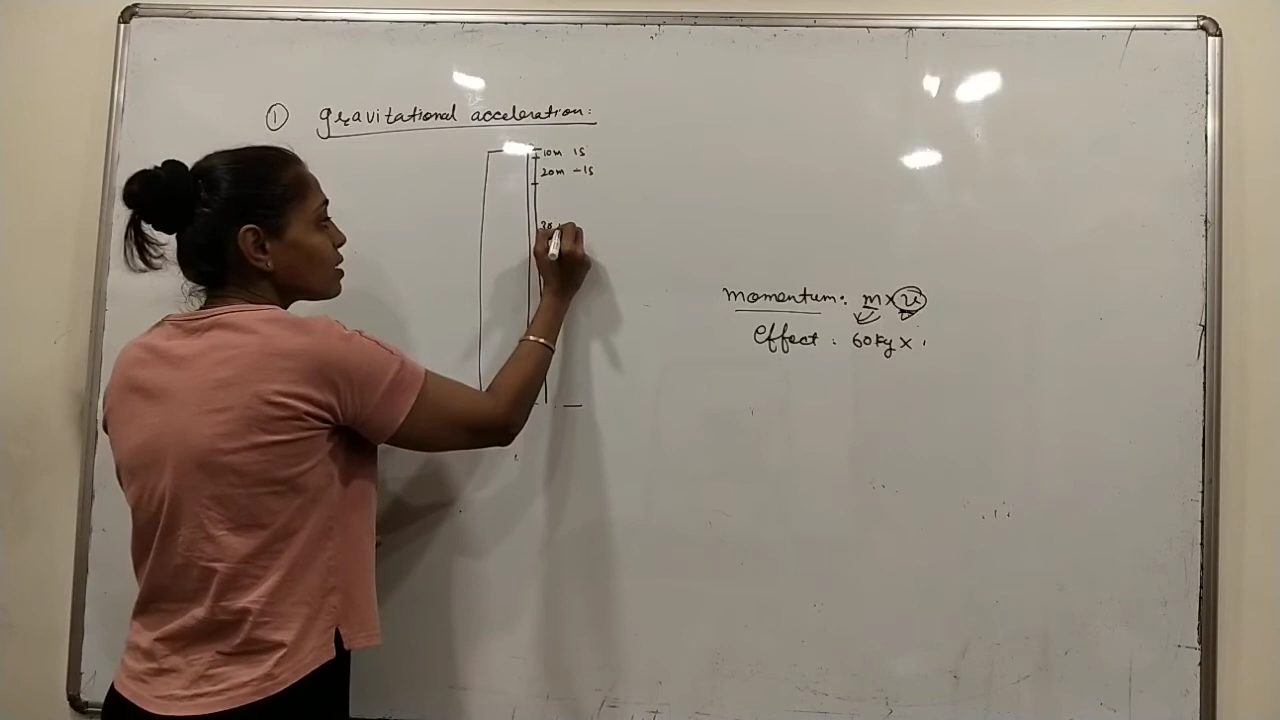 ① gravitational acceleration:
10m 1S
20m - 1S
Momentum: m × v
Effect : 60kg ×